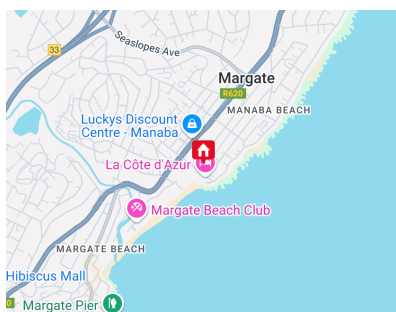 Seaslopes Ave
33
Margate
R620
MANABA BEACH
Luckys Discount
Centre - Manaba
La Côte d'Azur
Margate Beach Club
MARGATE BEACH
Hibiscus Mall
0
Margate Pier